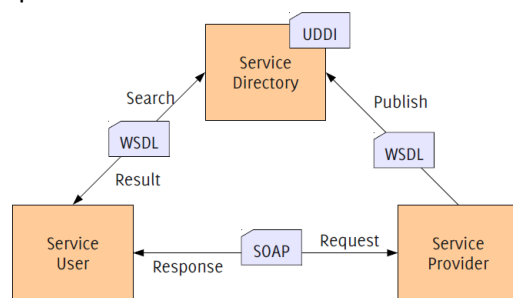 UDDI
Service
Directory
Search
Publish
WSDL
WSDL
Result
Service
User
SOAP
Request
Response
Service
Provider